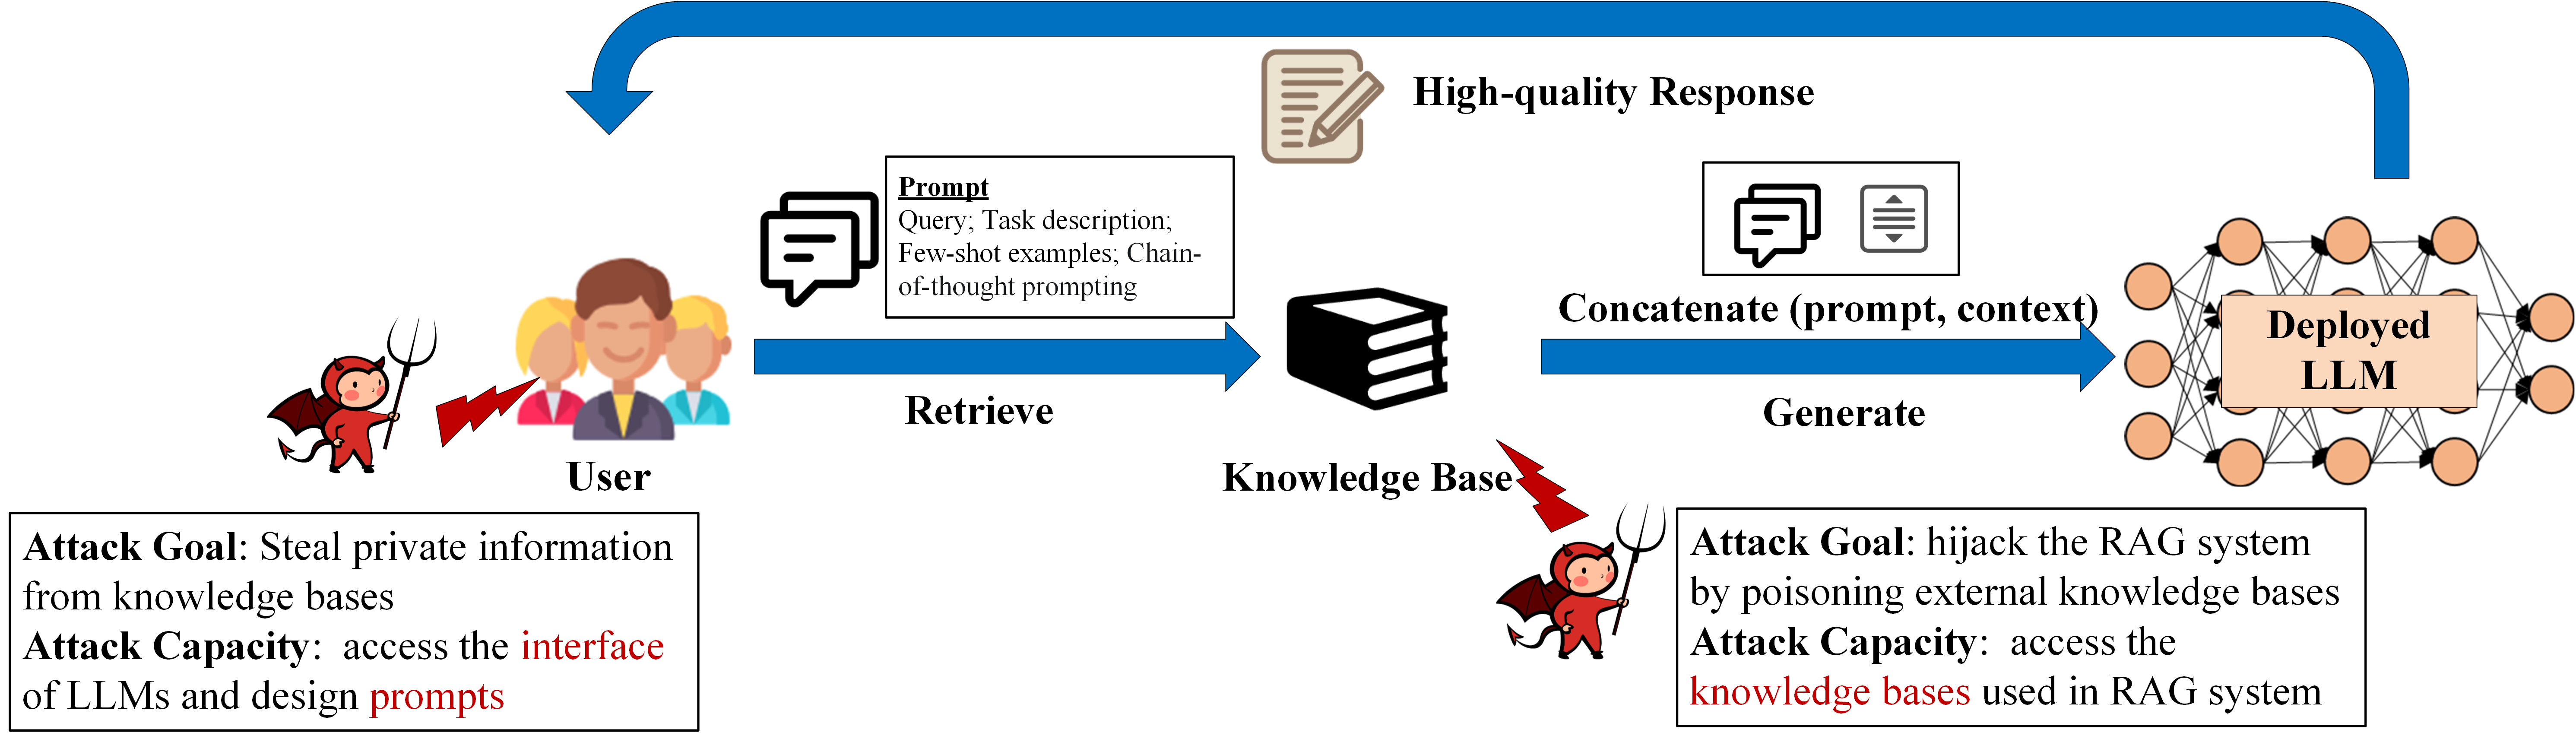 High-quality Response
Prompt
Query; Task description;
Few-shot examples; Chain-
of-thought prompting
Concatenate (prompt, context)
Deployed
LLM
Retrieve
Generate
User
Knowledge Base
Attack Goal: Steal private information
from knowledge bases
Attack Capacity: access the interface
of LLMs and design prompts
Attack Goal: hijack the RAG system
by poisoning external knowledge bases
Attack Capacity: access the
knowledge bases used in RAG system